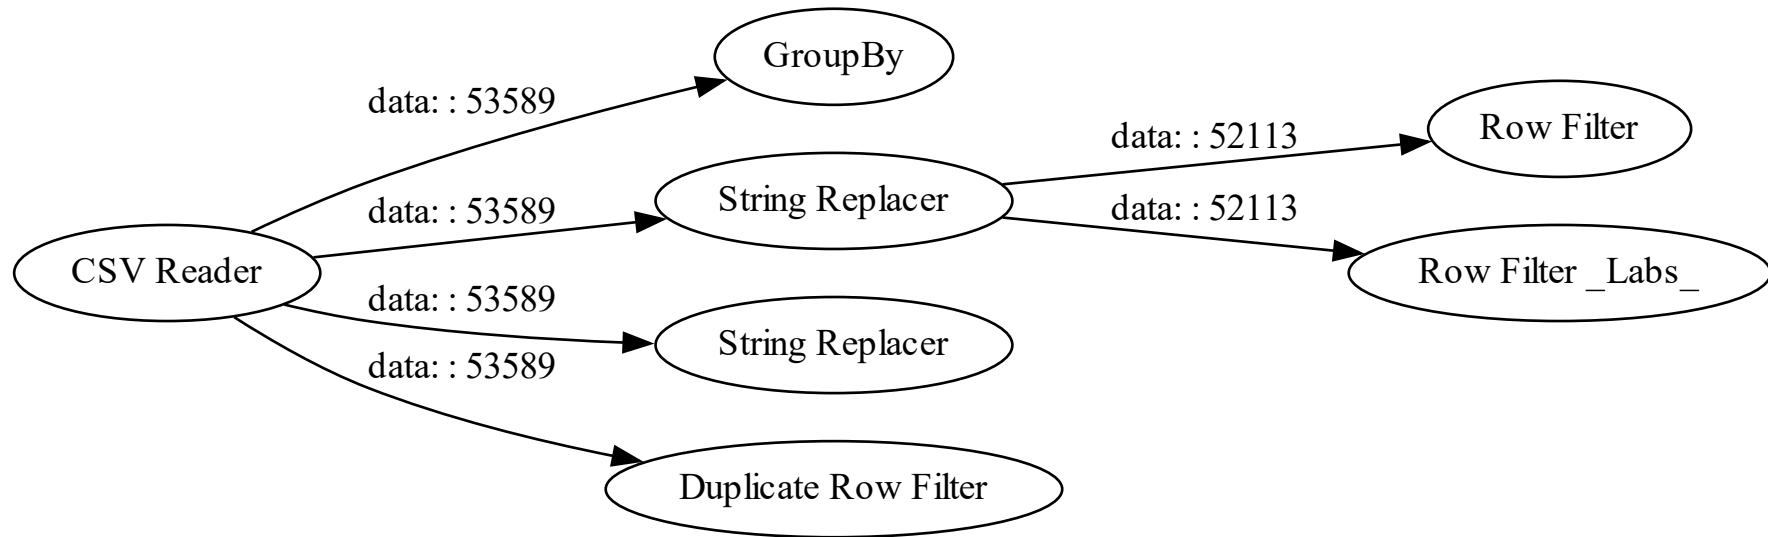 GroupBy
data: : 53589
Row Filter
data: : 52113
String Replacer
data: : 53589
data: : 52113
CSV Reader
Row Filter _Labs_
data: : 53589
String Replacer
data: : 53589
Duplicate Row Filter